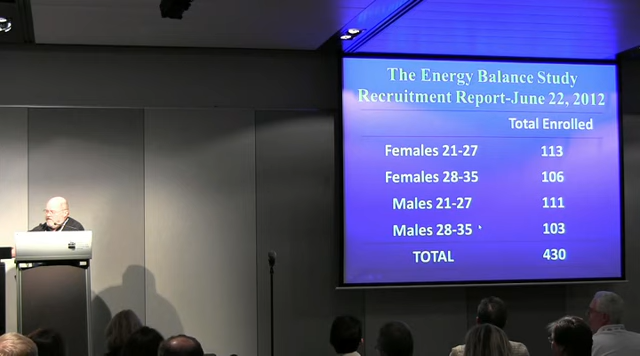 The Energy Balance Study
Recruitment Report-June 22, 2012
Total Enrolled
Females 21-27 113
Females 28-35 106
Males 21-27 111
Males 28-35 103
TOTAL 430